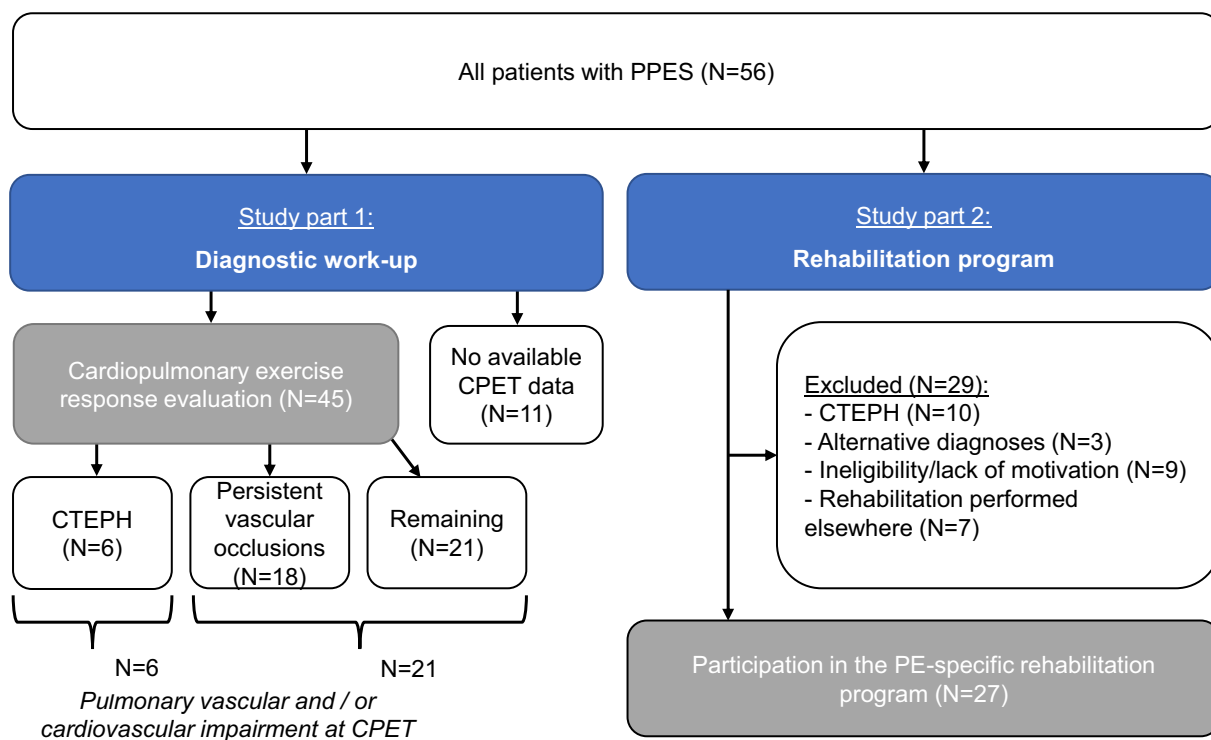 All patients with PPES (N=56)
Study part 1:
Diagnostic work-up
Study part 2:
Rehabilitation program
Cardiopulmonary exercise
response evaluation (N=45)
No available
CPET data
(N=11)
CTEPH
(N=6)
Persistent
vascular
occlusions
(N=18)
Remaining
(N=21)
N=6
N=21
Pulmonary vascular and / or
cardiovascular impairment at CPET
Excluded (N=29):
- CTEPH (N=10)
- Alternative diagnoses (N=3)
- Ineligibility/lack of motivation (N=9)
- Rehabilitation performed
elsewhere (N=7)
Participation in the PE-specific rehabilitation
program (N=27)